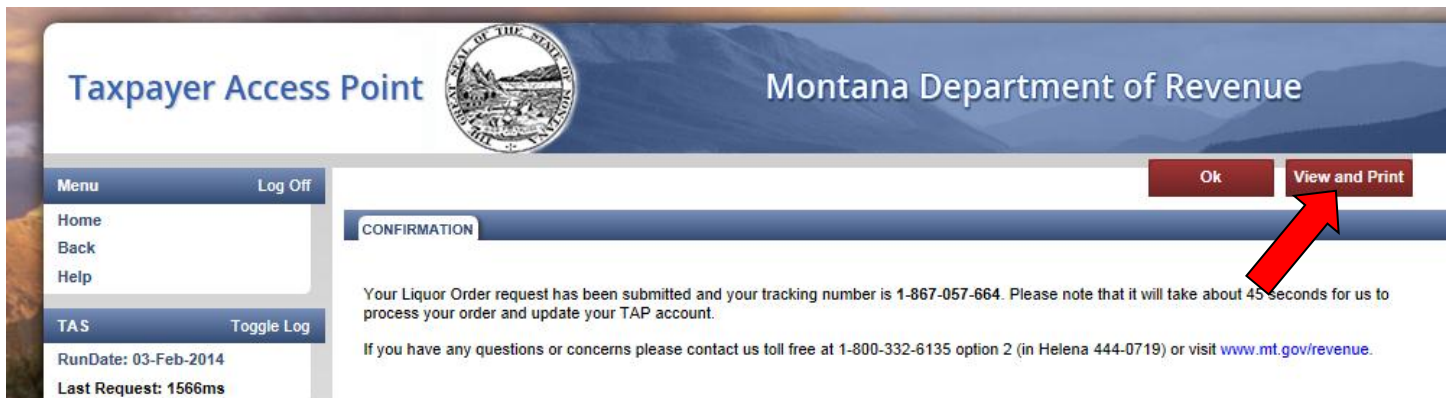 Taxpayer Access Point
Montana Department of Revenue
Menu Log Off
Home
Back
Help
TAS Toggle Log
RunDate: 03-Feb-2014
Last Request: 1566ms
Ok View and Print
CONFIRMATION
Your Liquor Order request has been submitted and your tracking number is 1-867-057-664. Please note that it will take about 45 seconds for us to
process your order and update your TAP account.
If you have any questions or concerns please contact us toll free at 1-800-332-6135 option 2 (in Helena 444-0719) or visit www.mt.gov/revenue.